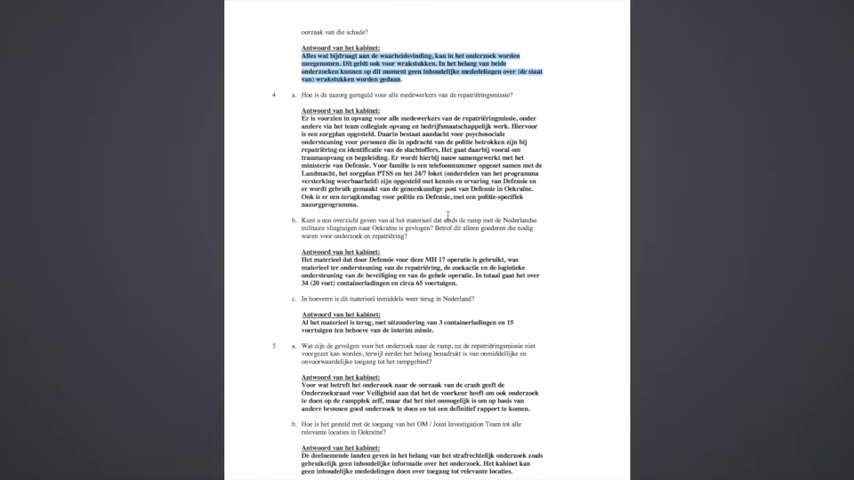 oorzaak van die schade?
Antwoord van het kabinet:
Alles wat bijdraagt aan de waarheidsvinding, kan in het onderzoek worden
meegenomen. Dit geldt ook voor wrakstukken. In het belang van beide
onderzoeken kunnen op dit moment geen inhoudelijke mededelingen over (de staat
van) wrakstukken worden gedaan.
4 a. Hoe is de nazorg geregeld voor alle medewerkers van de repatriëringsmissie?
Antwoord van het kabinet:
Er is voorzien in opvang voor alle medewerkers van de repatriëringsmissie, onder
andere via het team collegiale opvang en bedrijfsmaatschappelijk werk. Hiervoor
is een zorgplan opgesteld. Daarin bestaat aandacht voor psychosociale
ondersteuning voor personen die in opdracht van de politie betrokken zijn bij
repatriëring en identificatie van de slachtoffers. Het gaat daarbij vooral om
traumaopvang en begeleiding. Er wordt hierbij nauw samengewerkt met het
ministerie van Defensie. Voor familie is een telefoonnummer opgezet samen met de
Landmacht, het zorgplan PTSS en het 24/7 loket (onderdelen van het programma
versterking weerbaarheid) zijn opgesteld met kennis en ervaring van Defensie en
er wordt gebruik gemaakt van de geneeskundige post van Defensie in Oekraïne.
Ook is er een terugkomdag voor politie en Defensie, met een politie-specifiek
nazorgprogramma.
b. Kunt u een overzicht geven van al het materieel dat sinds de ramp met de Nederlandse
militaire vliegtuigen naar Oekraïne is gevlogen? Betrof dit alleen goederen die nodig
waren voor onderzoek en repatriëring?
Antwoord van het kabinet:
Het materieel dat door Defensie voor deze MH 17 operatie is gebruikt, was
materieel ter ondersteuning van de repatriëring, de zoekactie en de logistieke
ondersteuning van de beveiliging en van de gehele operatie. In totaal gaat het over
34 (20 voet) containerladingen en circa 65 voertuigen.
c. In hoeverre is dit materieel inmiddels weer terug in Nederland?
Antwoord van het kabinet:
Al het materieel is terug, met uitzondering van 3 containerladingen en 15
voertuigen ten behoeve van de interim missie.
5 a. Wat zijn de gevolgen voor het onderzoek naar de ramp, nu de repatriëringsmissie niet
voortgezet kan worden, terwijl eerder het belang benadrukt is van onmiddellijke en
onvoorwaardelijke toegang tot het rampgebied?
Antwoord van het kabinet:
Voor wat betreft het onderzoek naar de oorzaak van de crash geeft de
Onderzoeksraad voor Veiligheid aan dat het de voorkeur heeft om ook onderzoek
te doen op de rampplek zelf, maar dat het niet onmogelijk is om op basis van
andere bronnen goed onderzoek te doen en tot een definitief rapport te komen.
b. Hoe is het gesteld met de toegang van het OM / Joint Investigation Team tot alle
relevante locaties in Oekraïne?
Antwoord van het kabinet:
De deelnemende landen geven in het belang van het strafrechtelijk onderzoek zoals
gebruikelijk geen inhoudelijke informatie over het onderzoek. Het kabinet kan
geen inhoudelijke mededelingen doen over toegang tot relevante locaties.